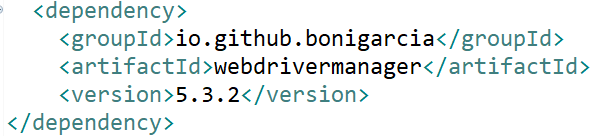 <dependency>
<groupId>io.github.bonigarcia</groupId>
<artifactId>webdrivermanager</artifactId>
<version>5.3.2</version>
</dependency>